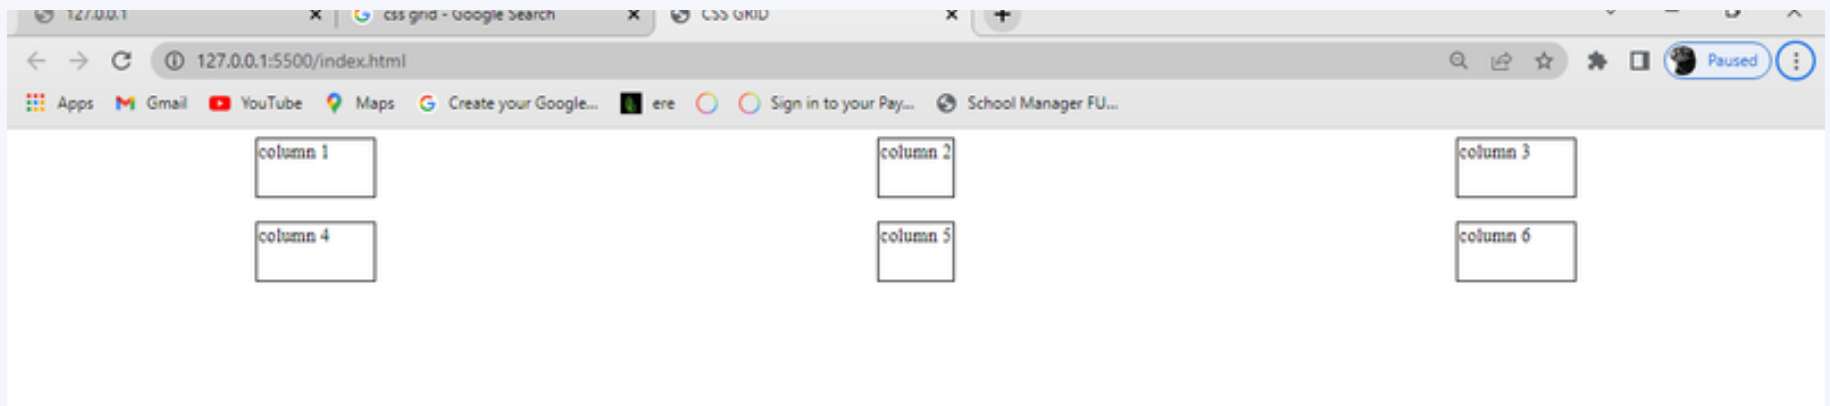 127.0.0.1 css grid - Google Search CSS GRID
127.0.0.1:5500/index.html Paused
Apps Gmail YouTube Maps Create your Google... ere Sign in to your Pay... School Manager FU...
column 1 column 2 column 3
column 4 column 5 column 6